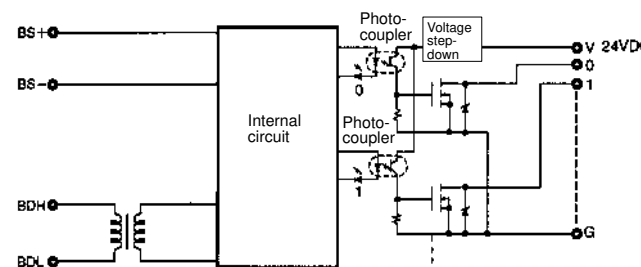 BS+
BS−
BDH
BDL
Internal
circuit
Photo-
coupler
0
Photo-
coupler
1
Voltage
step-
down
V 24VDC
0
1
G